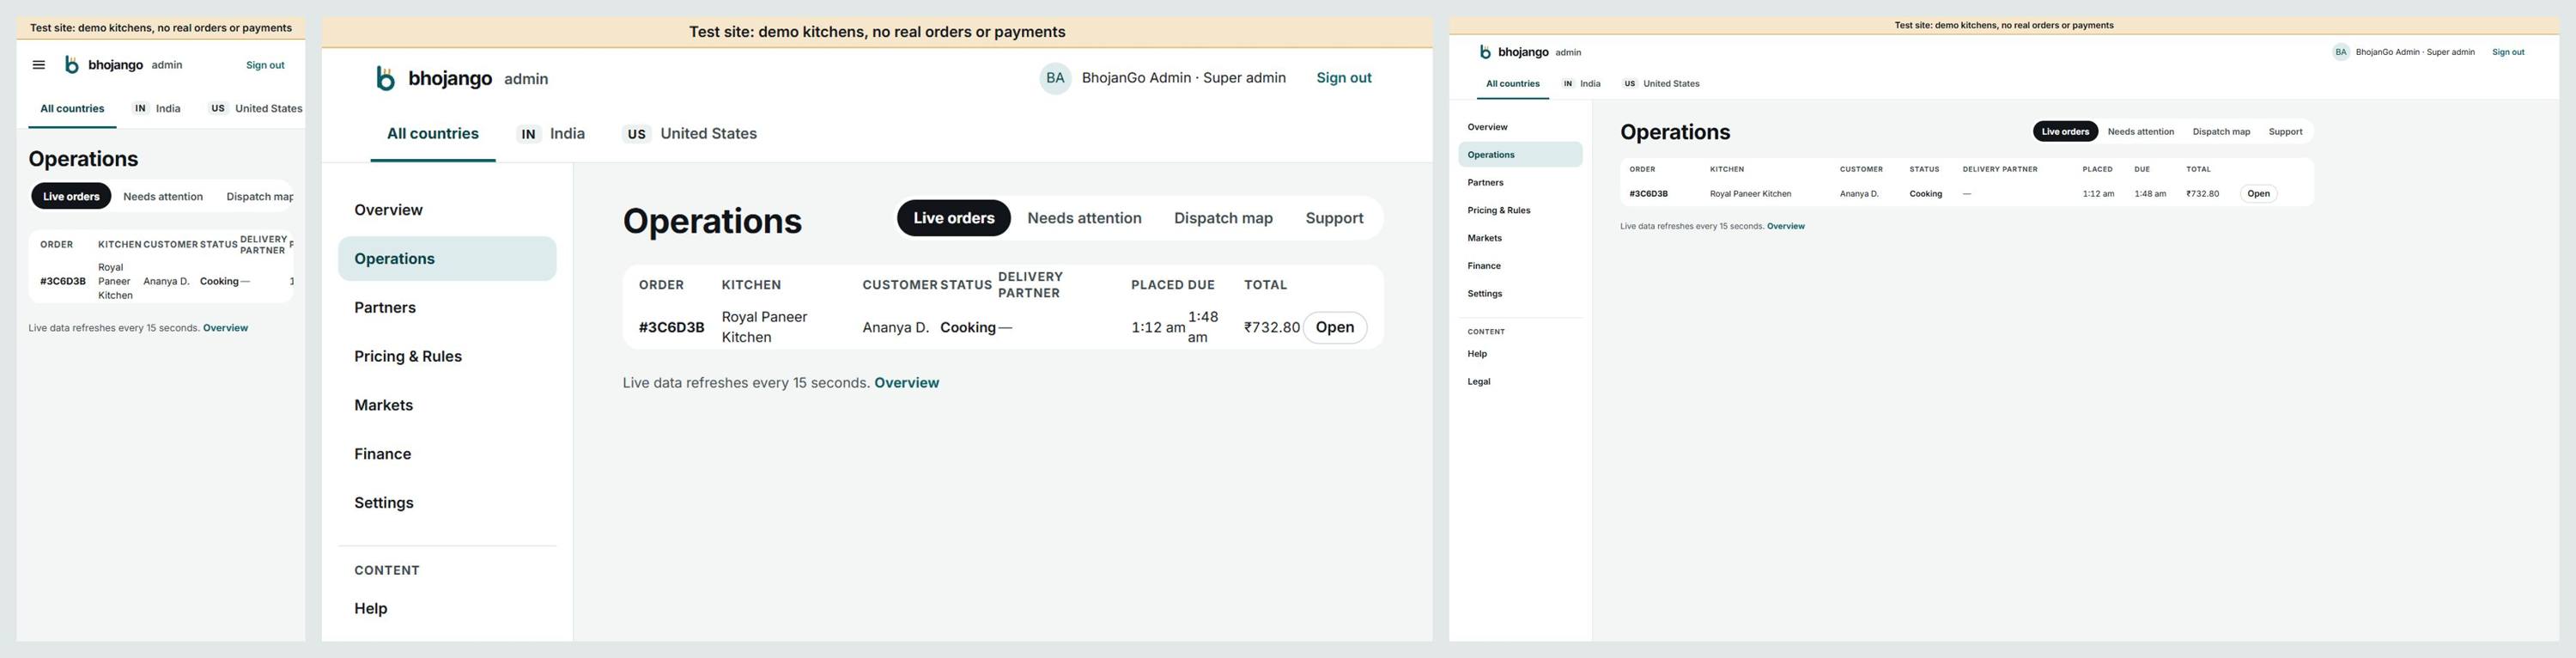 Test site: demo kitchens, no real orders or payments
bhojango admin Sign out
All countries IN India US United States
Operations
Live orders Needs attention Dispatch map
ORDER KITCHEN CUSTOMER STATUS DELIVERY PARTNER
#3C6D3B Royal Paneer Kitchen Ananya D. Cooking —
Live data refreshes every 15 seconds. Overview
Test site: demo kitchens, no real orders or payments
bhojango admin BA BhojanGo Admin · Super admin Sign out
All countries IN India US United States
Overview
Operations
Partners
Pricing & Rules
Markets
Finance
Settings
CONTENT
Help
Operations
Live orders Needs attention Dispatch map Support
ORDER KITCHEN CUSTOMER STATUS DELIVERY PARTNER PLACED DUE TOTAL
#3C6D3B Royal Paneer Kitchen Ananya D. Cooking — 1:12 am 1:48 am ₹732.80 Open
Live data refreshes every 15 seconds. Overview
Test site: demo kitchens, no real orders or payments
bhojango admin BA BhojanGo Admin · Super admin Sign out
All countries IN India US United States
Overview
Operations
Partners
Pricing & Rules
Markets
Finance
Settings
CONTENT
Help
Legal
Operations
Live orders Needs attention Dispatch map Support
ORDER KITCHEN CUSTOMER STATUS DELIVERY PARTNER PLACED DUE TOTAL
#3C6D3B Royal Paneer Kitchen Ananya D. Cooking — 1:12 am 1:48 am ₹732.80 Open
Live data refreshes every 15 seconds. Overview